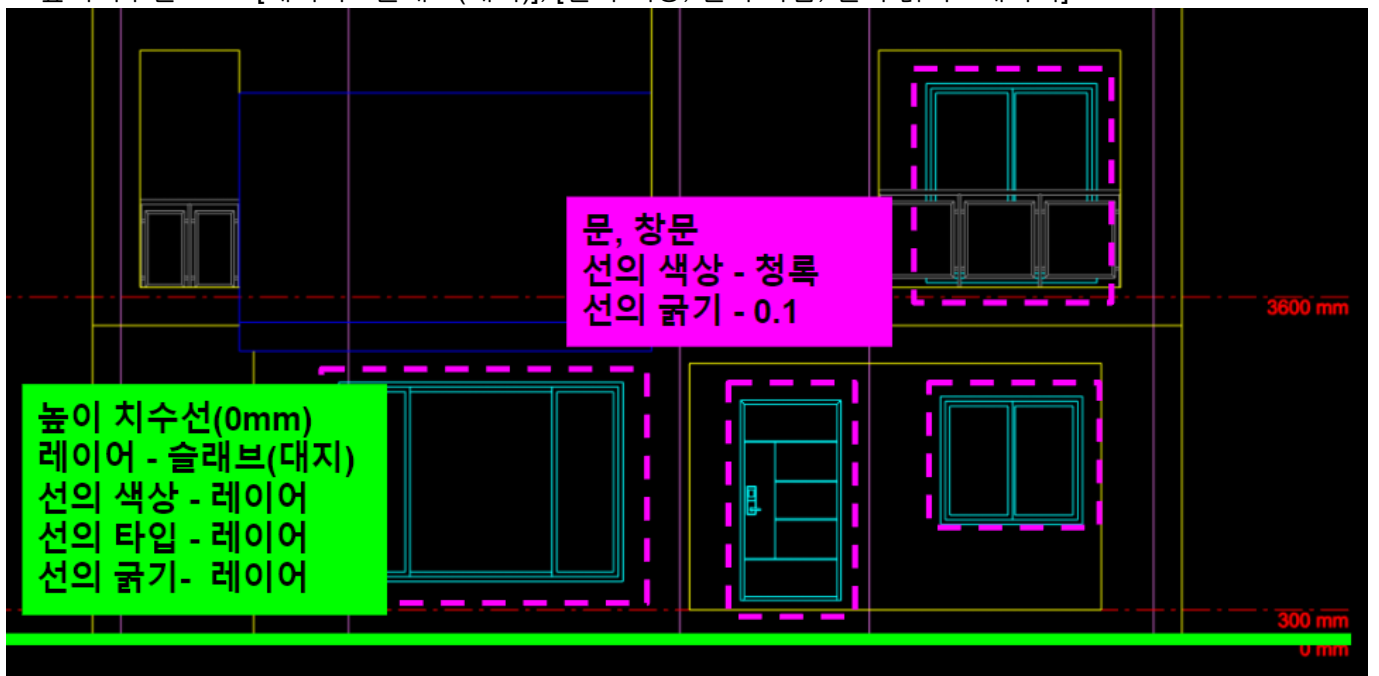 문, 창문
선의 색상 - 청록
선의 굵기 - 0.1
3600 mm
높이 치수선(0mm)
레이어 - 슬래브(대지)
선의 색상 - 레이어
선의 타입 - 레이어
선의 굵기- 레이어
300 mm
0 mm